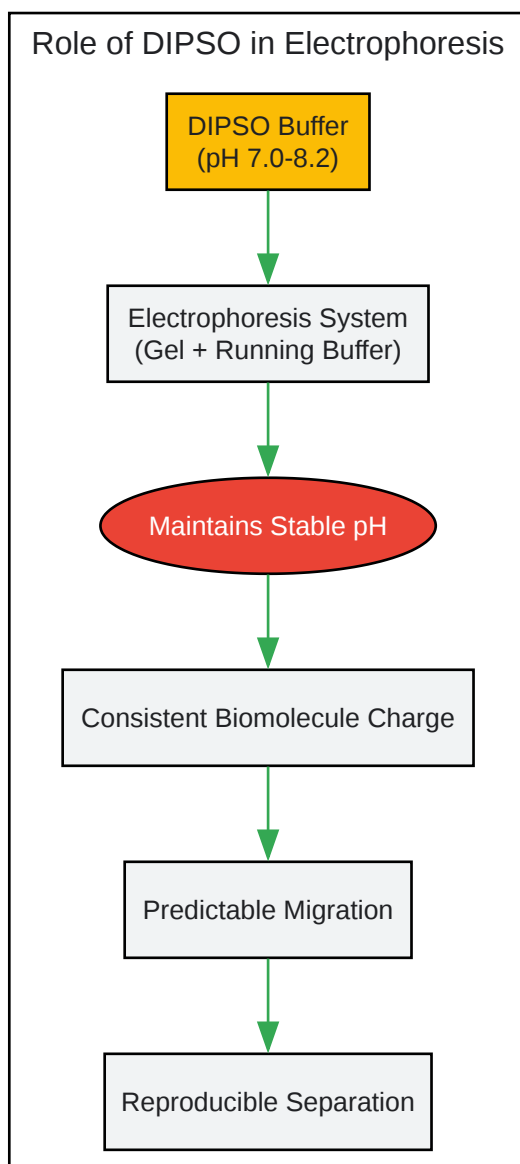 Role of DIPSO in Electrophoresis
DIPSO Buffer
(pH 7.0-8.2)
Electrophoresis System
(Gel + Running Buffer)
Maintains Stable pH
Consistent Biomolecule Charge
Predictable Migration
Reproducible Separation